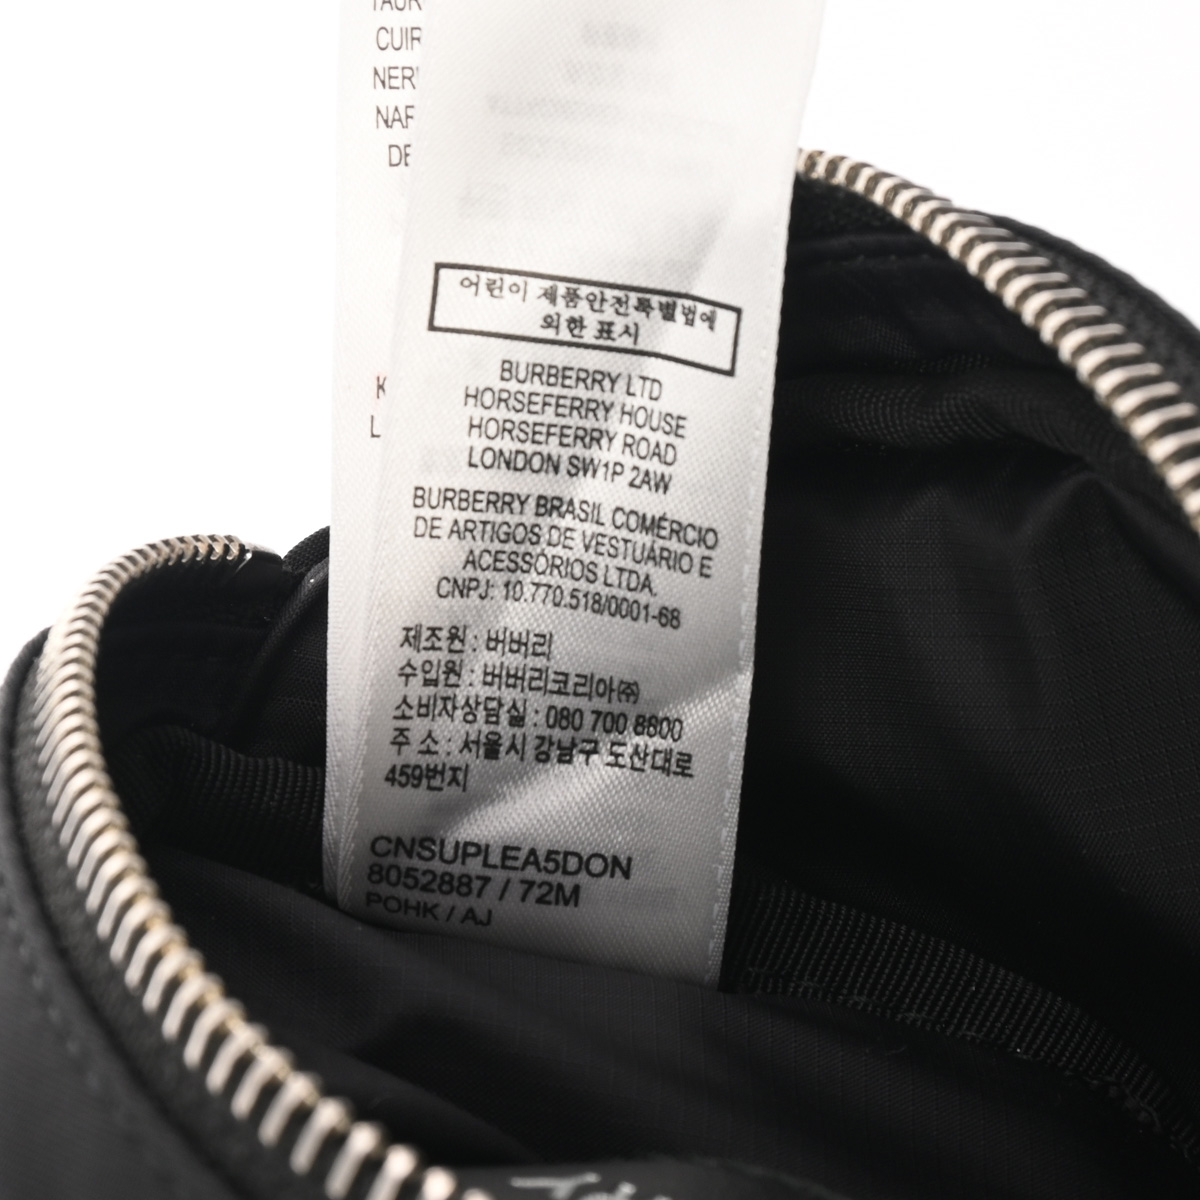 CUIR
NER
NAP
DE
K
L
어린이 제품안전특별법에
의한 표시
BURBERRY LTD
HORSEFERRY HOUSE
HORSEFERRY ROAD
LONDON SW1P 2AW
BURBERRY BRASIL COMÉRCIO
DE ARTIGOS DE VESTUÁRIO E
ACESSÓRIOS LTDA.
CNPJ: 10.770.518/0001-68
제조원 : 버버리
수입원 : 버버리코리아㈜
소비자상담실 : 080 700 8800
주 소 : 서울시 강남구 도산대로
459번지
CNSUPLEA5DON
8052887 / 72M
POHK / AJ